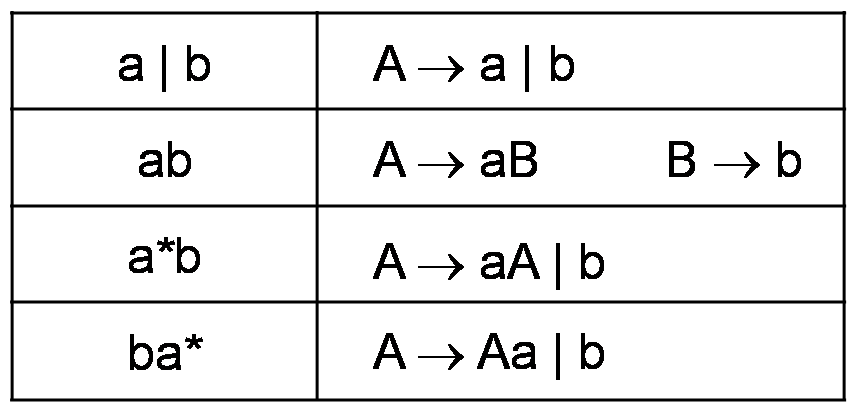 a | b A → a | b
ab A → aB B → b
a*b A → aA | b
ba* A → Aa | b